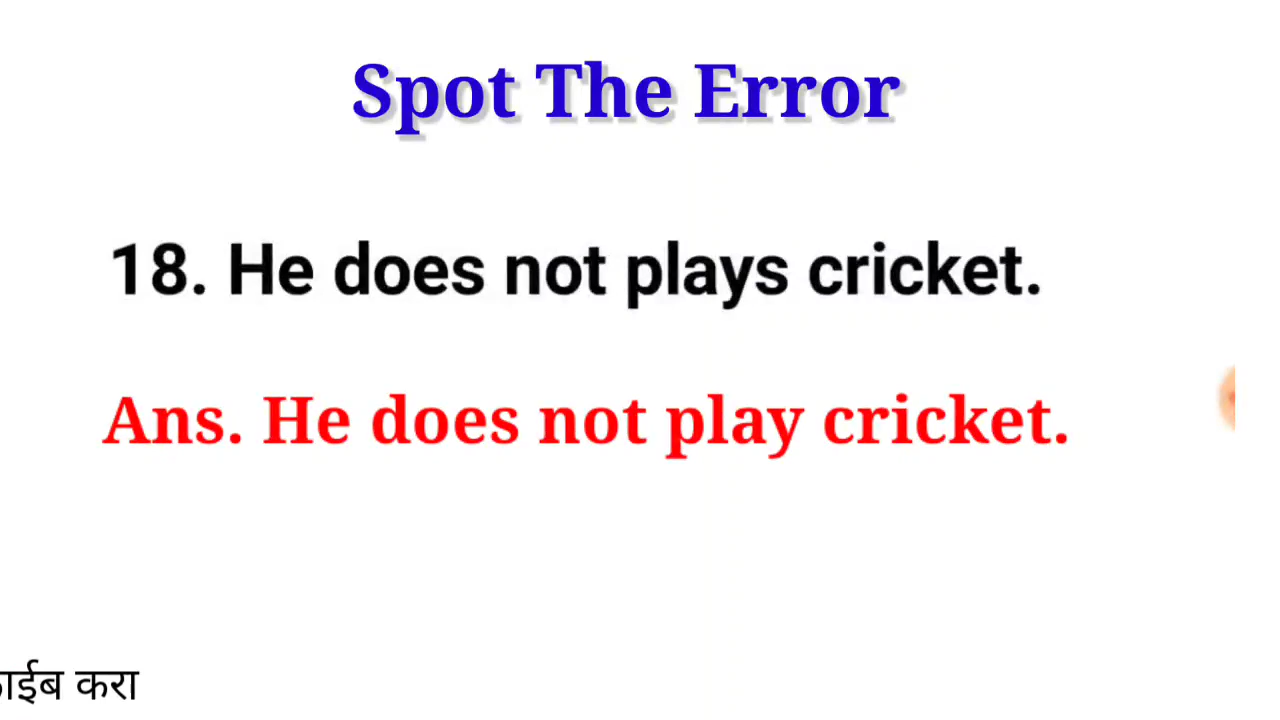 Spot The Error
18. He does not plays cricket.
Ans. He does not play cricket.
करा